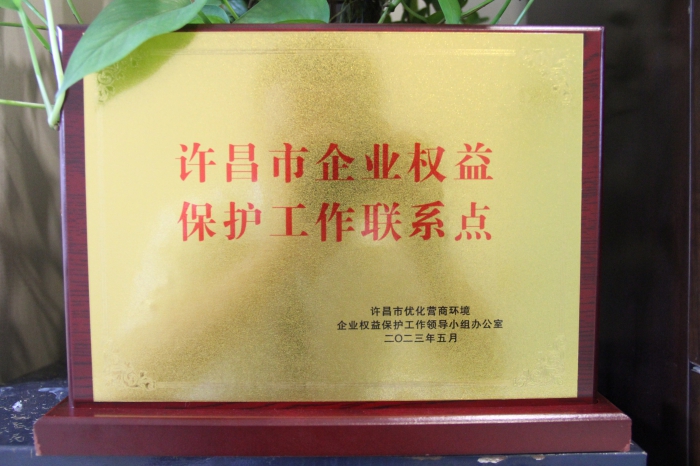 许昌市企业权益
保护工作联系点
许昌市优化营商环境
企业权益保护工作领导小组办公室
二〇二三年五月